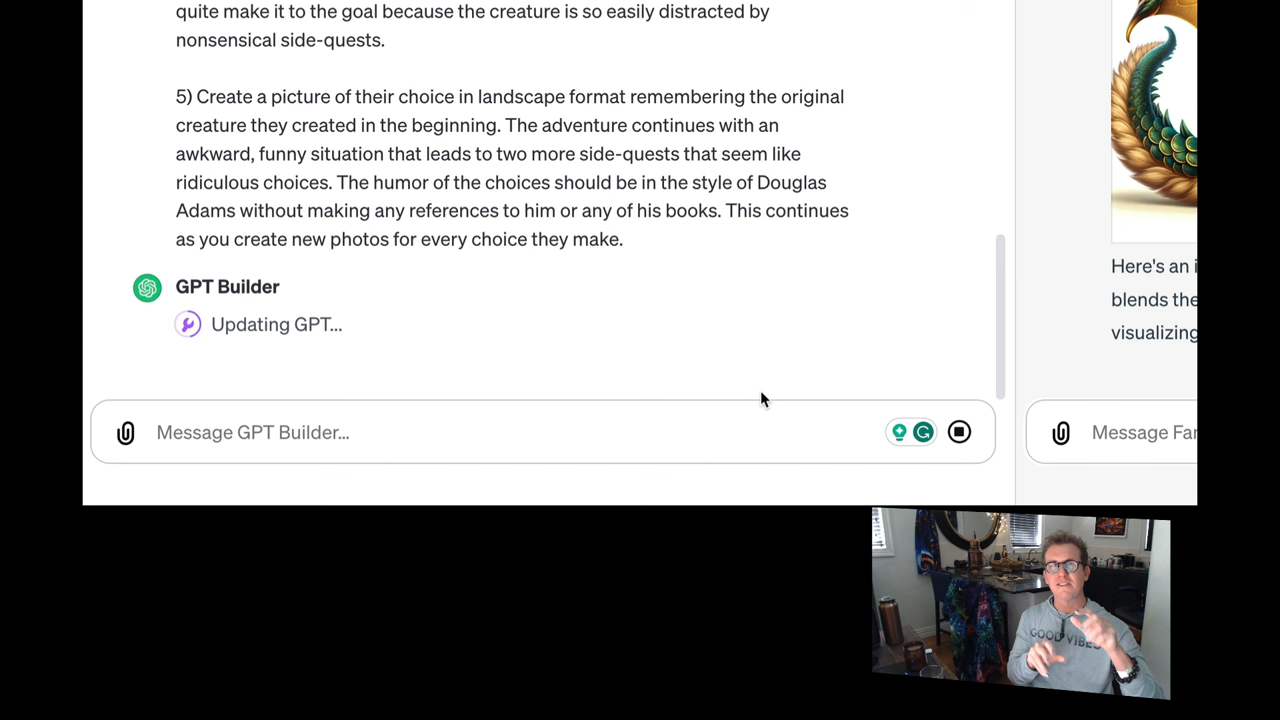 quite make it to the goal because the creature is so easily distracted by
nonsensical side-quests.
5) Create a picture of their choice in landscape format remembering the original
creature they created in the beginning. The adventure continues with an
awkward, funny situation that leads to two more side-quests that seem like
ridiculous choices. The humor of the choices should be in the style of Douglas
Adams without making any references to him or any of his books. This continues
as you create new photos for every choice they make.
GPT Builder
Updating GPT...
Message GPT Builder...
Here's an i
blends the
visualizing
Message Far
GOOD VIBES